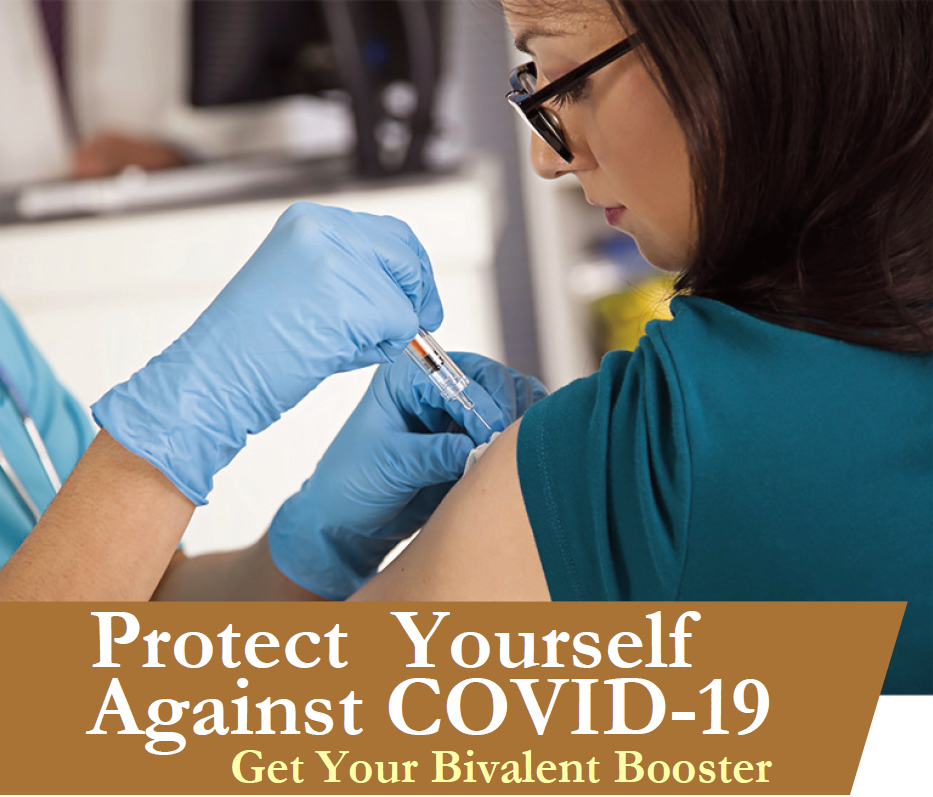 Protect Yourself
Against COVID-19
Get Your Bivalent Booster